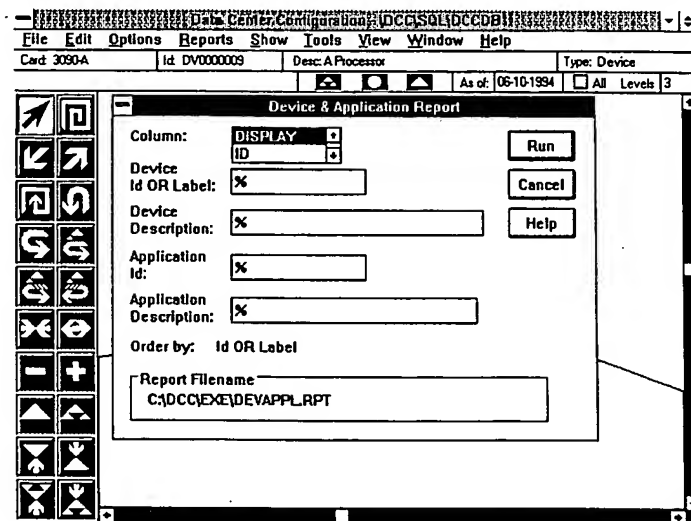 Data Center Configuration: \DCC\SQL\DCCDB
File Edit Options Reports Show Tools View Window Help
Card: 3090-A Id: DV0000009 Desc: A Processor Type: Device
As of: 06-10-1994 All Levels 3
Device & Application Report
Column: DISPLAY
ID
Run
Device
Id OR Label: %
Cancel
Device
Description: %
Help
Application
Id: %
Application
Description: %
Order by: Id OR Label
Report Filename
C:\DCC\EXE\DEVAPPL.RPT